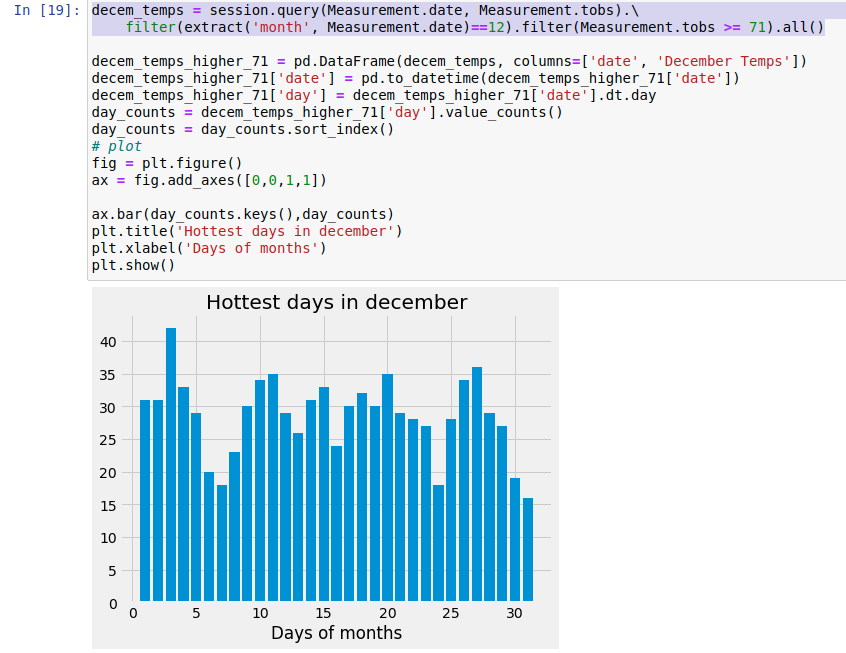 In [19]: decem_temps = session.query(Measurement.date, Measurement.tobs).\
filter(extract('month', Measurement.date)==12).filter(Measurement.tobs >= 71).all()
decem_temps_higher_71 = pd.DataFrame(decem_temps, columns=['date', 'December Temps'])
decem_temps_higher_71['date'] = pd.to_datetime(decem_temps_higher_71['date'])
decem_temps_higher_71['day'] = decem_temps_higher_71['date'].dt.day
day_counts = decem_temps_higher_71['day'].value_counts()
day_counts = day_counts.sort_index()
# plot
fig = plt.figure()
ax = fig.add_axes([0,0,1,1])
ax.bar(day_counts.keys(),day_counts)
plt.title('Hottest days in december')
plt.xlabel('Days of months')
plt.show()
Hottest days in december
40
35
30
25
20
15
10
5
0
0 5 10 15 20 25 30
Days of months